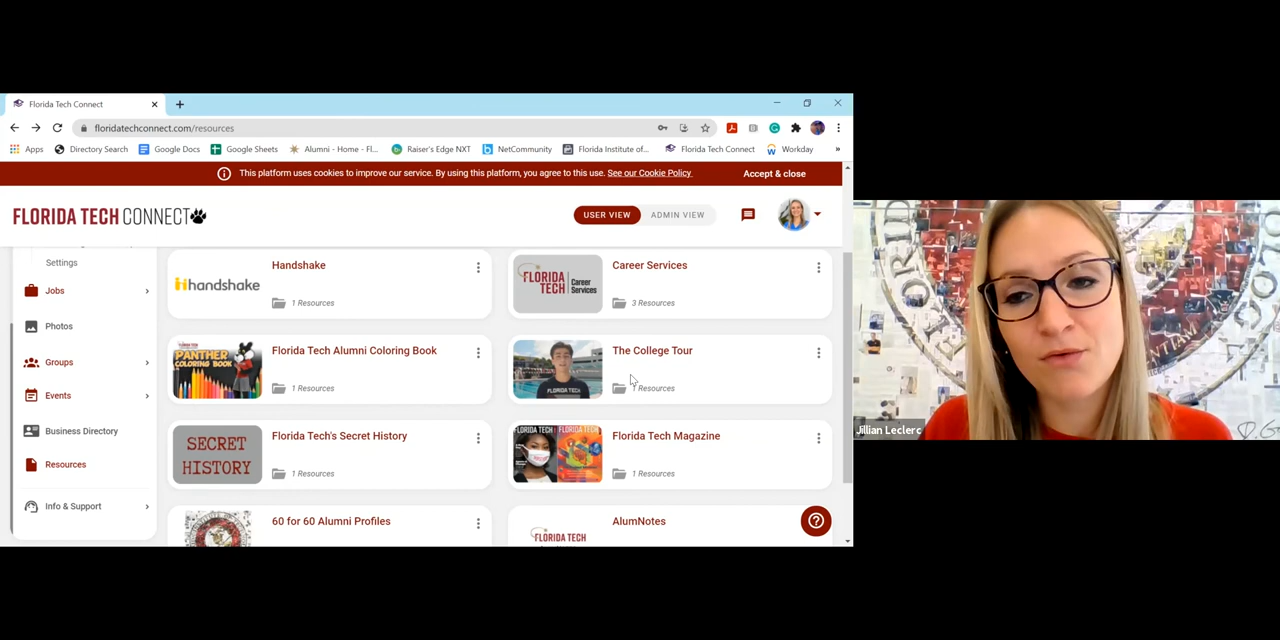 Florida Tech Connect
floridatechconnect.com/resources
Apps Directory Search Google Docs Google Sheets Alumni - Home - Fl... Raiser's Edge NXT NetCommunity Florida Institute of... Florida Tech Connect Workday »
This platform uses cookies to improve our service. By using this platform, you agree to this use. See our Cookie Policy Accept & close
FLORIDA TECH CONNECT
USER VIEW ADMIN VIEW
Settings
Jobs
Photos
Groups
Events
Business Directory
Resources
Info & Support
handshake
Handshake
1 Resources
FLORIDA TECH Career Services
Career Services
3 Resources
PANTHER
COLORING BOOK
Florida Tech Alumni Coloring Book
1 Resources
FLORIDA TECH
The College Tour
Resources
SECRET
HISTORY
Florida Tech's Secret History
1 Resources
FLORIDA TECH FLORIDA TECH
Florida Tech Magazine
1 Resources
60 for 60 Alumni Profiles
FLORIDA TECH
AlumNotes
Jillian Leclerc